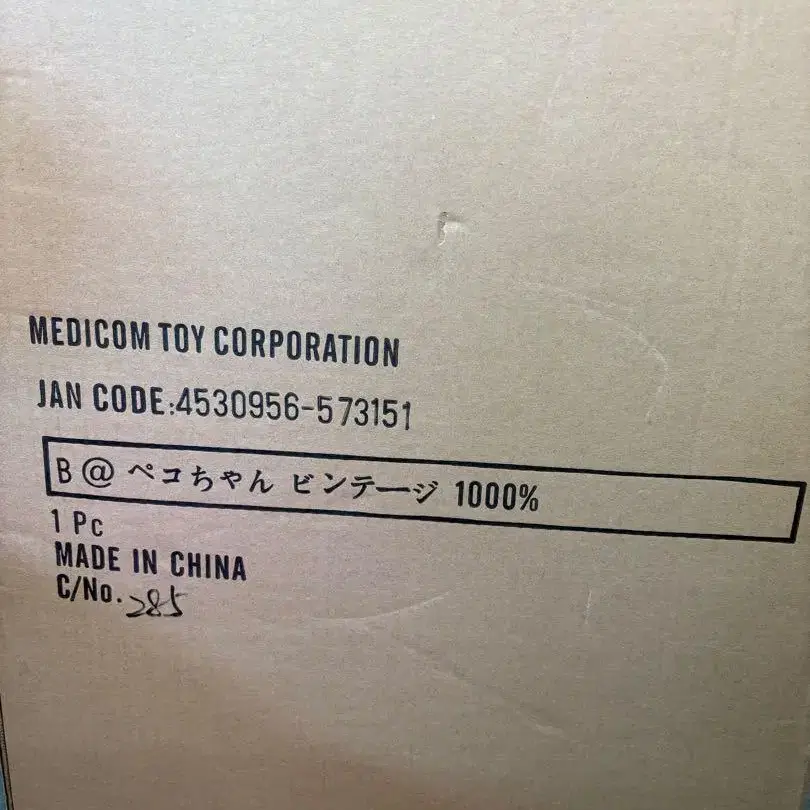 MEDICOM TOY CORPORATION
JAN CODE:4530956-573151
B @ ペコちゃん ビンテージ 1000%
1 Pc
MADE IN CHINA
C/No. 285